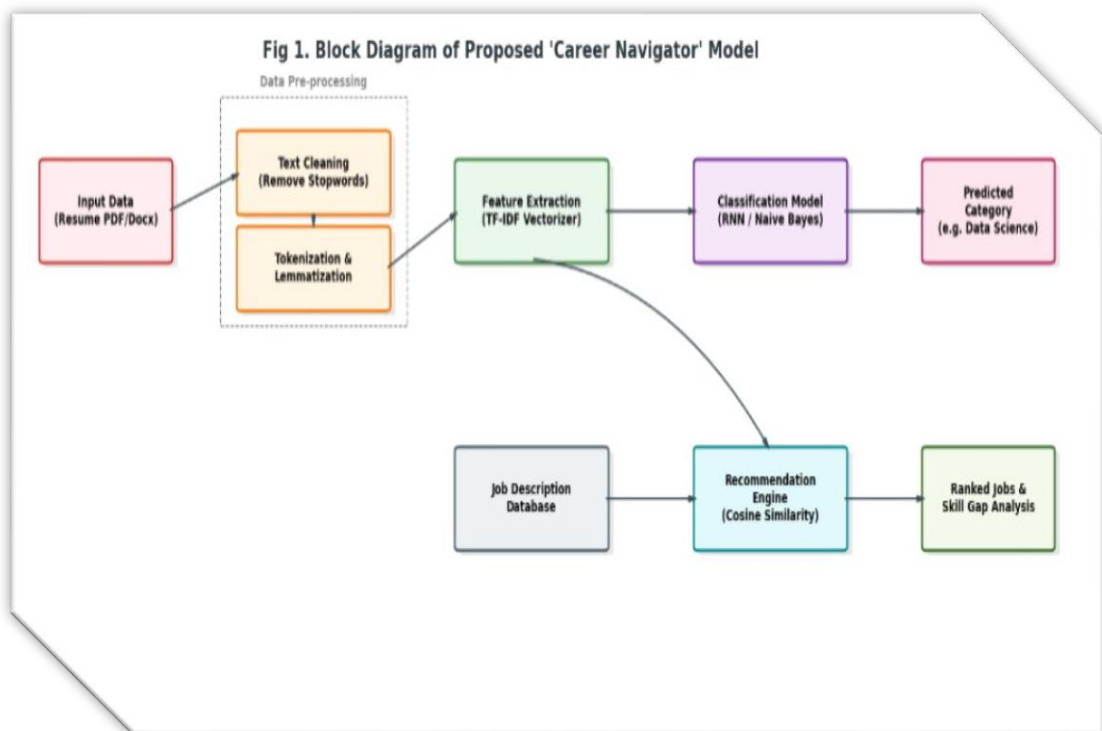 Fig 1. Block Diagram of Proposed 'Career Navigator' Model
Data Pre-processing
Input Data
(Resume PDF/Docx)
Text Cleaning
(Remove Stopwords)
Tokenization &
Lemmatization
Feature Extraction
(TF-IDF Vectorizer)
Classification Model
(RNN / Naive Bayes)
Predicted
Category
(e.g. Data Science)
Job Description
Database
Recommendation
Engine
(Cosine Similarity)
Ranked Jobs &
Skill Gap Analysis